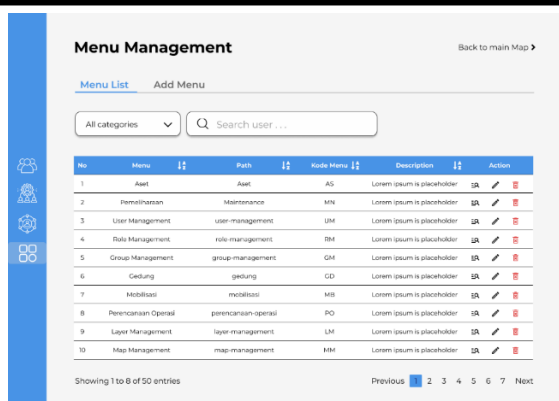 Menu Management
Back to main Map >
Menu List Add Menu
All categories Search user . . .
No Menu Path Kode Menu Description Action
1 Aset Aset AS Lorem ipsum is placeholder
2 Pemeliharaan Maintenance MN Lorem ipsum is placeholder
3 User Management user-management UM Lorem ipsum is placeholder
4 Role Management role-management RM Lorem ipsum is placeholder
5 Group Management group-management GM Lorem ipsum is placeholder
6 Gedung gedung GD Lorem ipsum is placeholder
7 Mobilisasi mobilisasi MB Lorem ipsum is placeholder
8 Perencanaan Operasi perencanaan-operasi PO Lorem ipsum is placeholder
9 Layer Management layer-management LM Lorem ipsum is placeholder
10 Map Management map-management MM Lorem ipsum is placeholder
Showing 1 to 8 of 50 entries Previous 1 2 3 4 5 6 7 Next